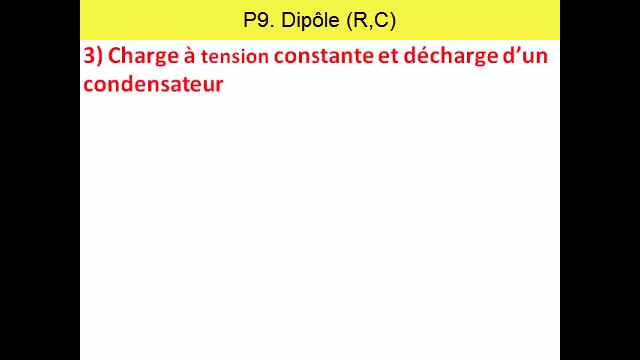 P9. Dipôle (R,C)
3) Charge à tension constante et décharge d’un
condensateur